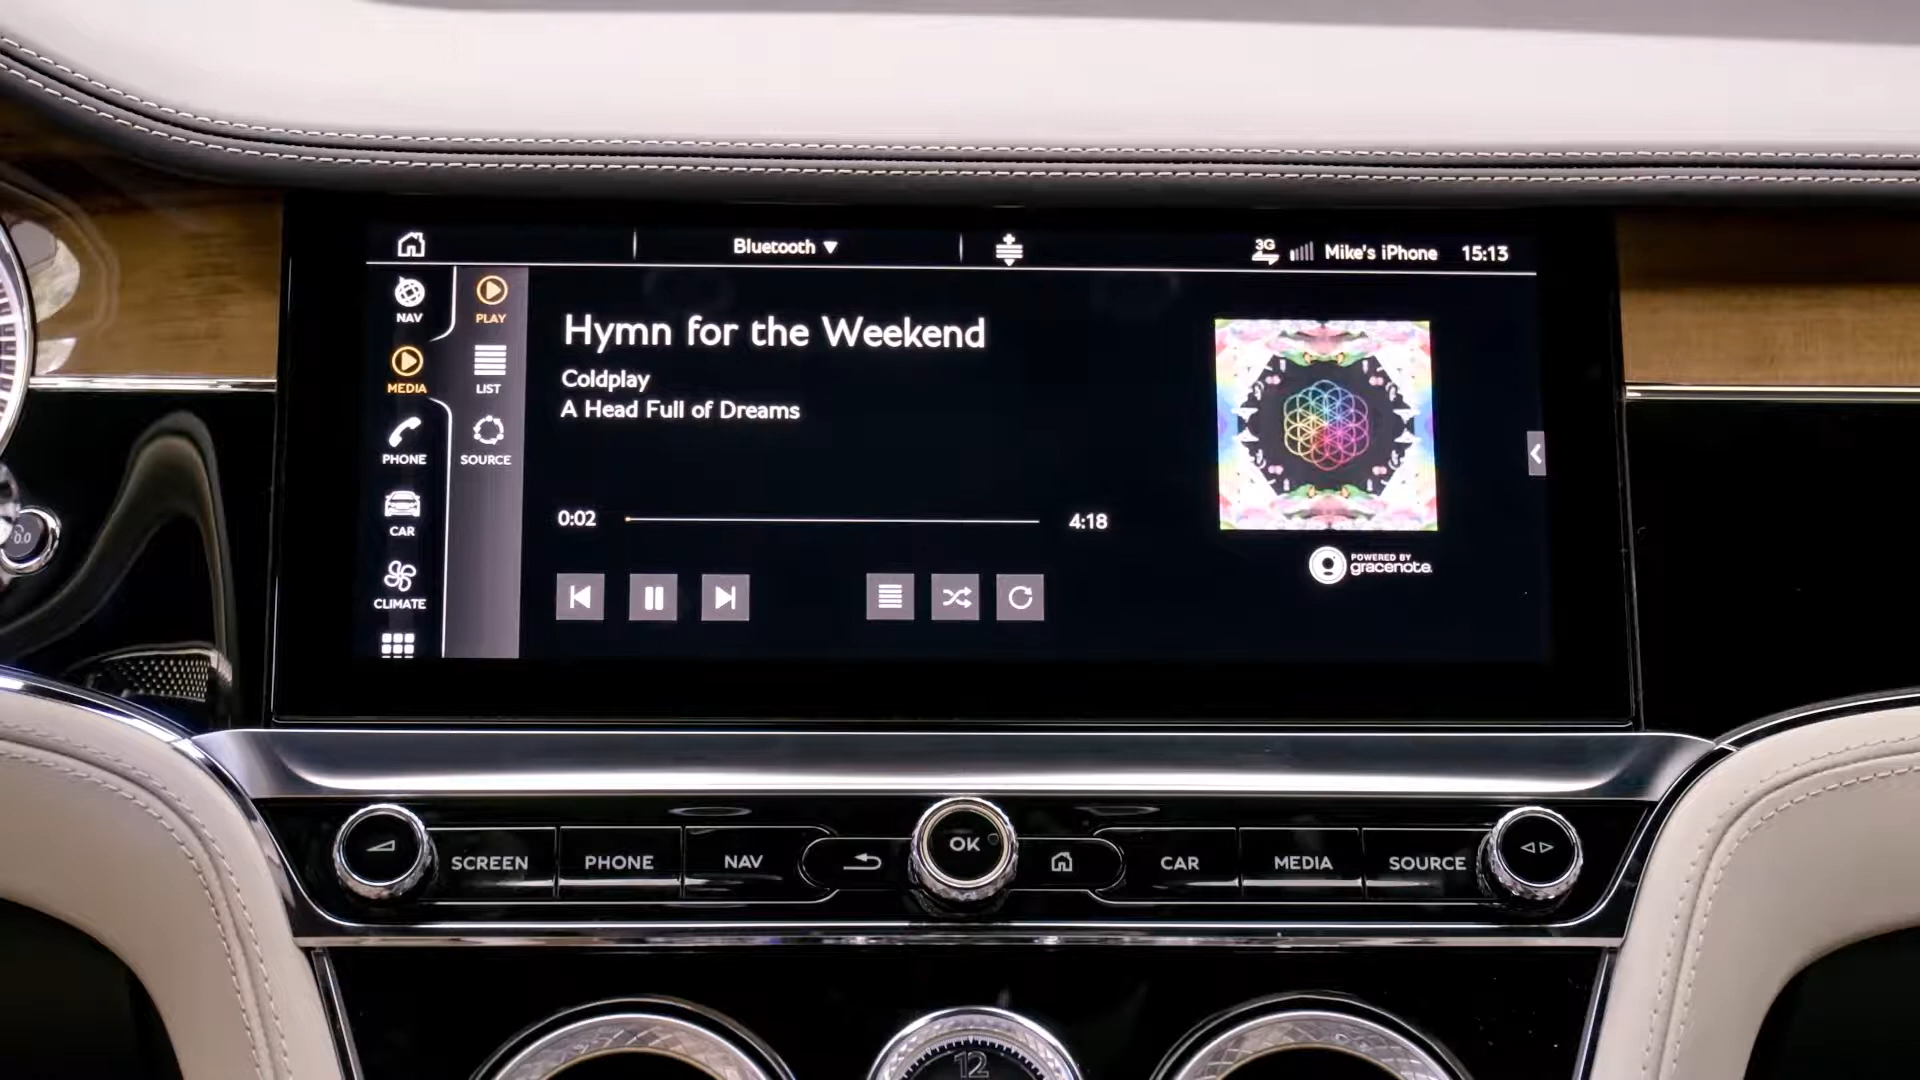 Bluetooth
3G
Mike's iPhone 15:13
NAV
PLAY
MEDIA
LIST
PHONE
SOURCE
CAR
CLIMATE
Hymn for the Weekend
Coldplay
A Head Full of Dreams
0:02
4:18
POWERED BY
gracenote.
SCREEN
PHONE
NAV
OK
CAR
MEDIA
SOURCE
12